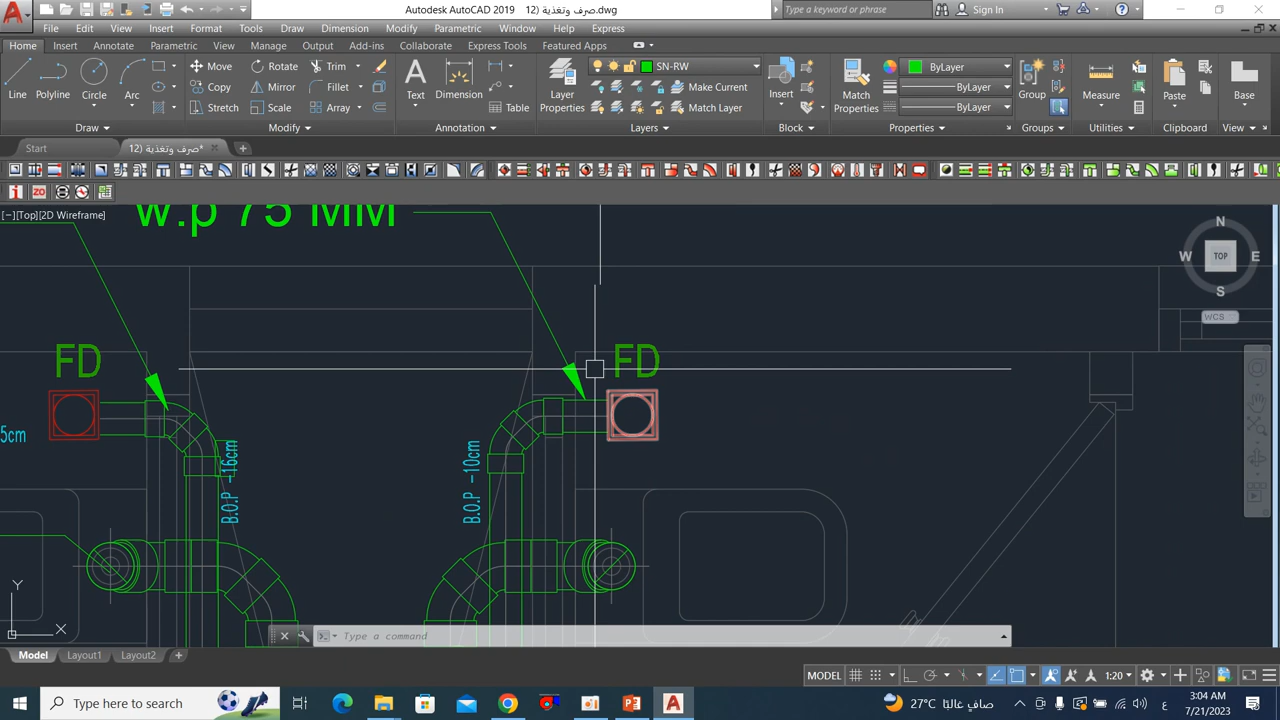 Autodesk AutoCAD 2019 صرف وتغذية (12).dwg
Type a keyword or phrase
Sign In
File Edit View Insert Format Tools Draw Dimension Modify Parametric Window Help Express
Home Insert Annotate Parametric View Manage Output Add-ins Collaborate Express Tools Featured Apps
Line Polyline Circle Arc
Move Rotate Trim
Copy Mirror Fillet
Stretch Scale Array
Text Dimension Table
Layer Properties
SN-RW
Make Current
Match Layer
Insert
Match Properties
ByLayer
ByLayer
ByLayer
Group
Measure
Paste
Base
Draw Modify Annotation Layers Block Properties Groups Utilities Clipboard View
Start
صرف وتغذية (12)*
[−][Top][2D Wireframe]
w.p 75 MM
N
W TOP E
S
WCS
FD
FD
5cm
B.O.P -16cm
B.O.P -10cm
Y
X
Type a command
Model Layout1 Layout2 +
MODEL
1:20
Type here to search
27°C صافٍ غالبًا
ع
3:04 AM
7/21/2023